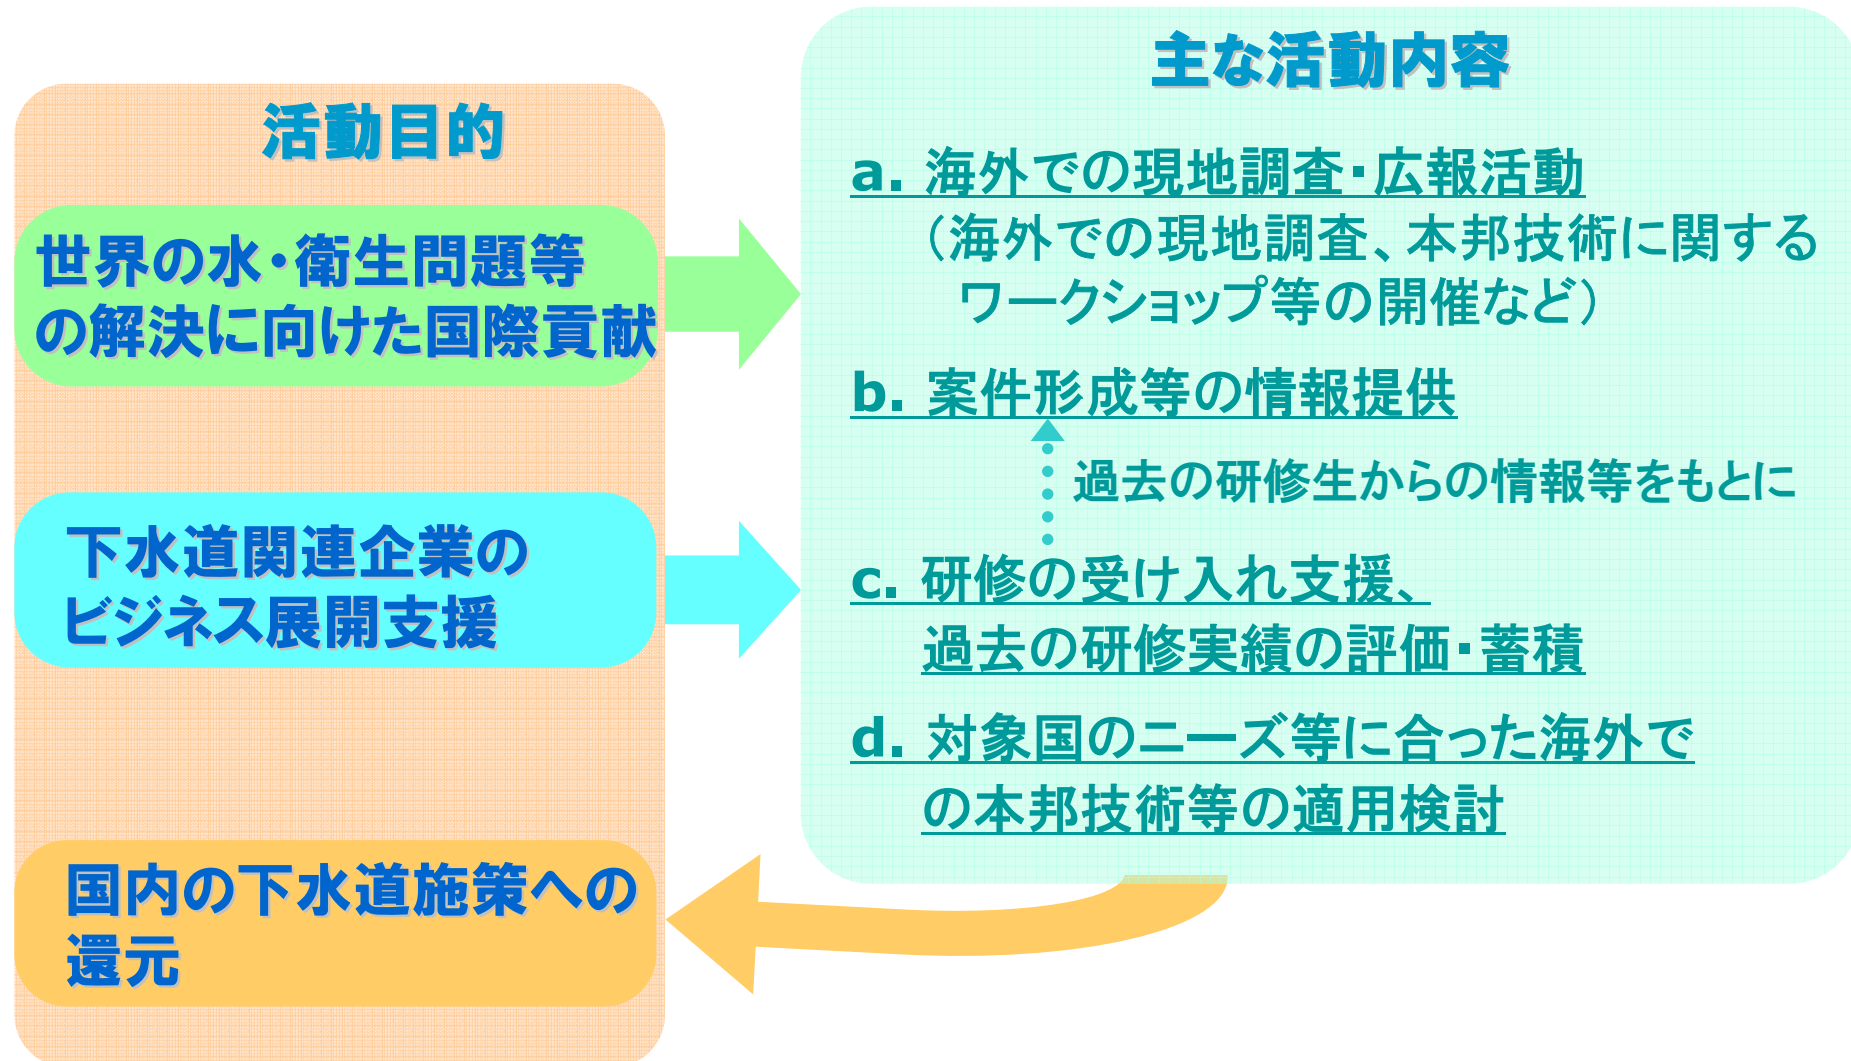 活動目的
世界の水・衛生問題等
の解決に向けた国際貢献
下水道関連企業の
ビジネス展開支援
国内の下水道施策への
還元
主な活動内容
a. 海外での現地調査・広報活動
（海外での現地調査、本邦技術に関する
ワークショップ等の開催など）
b. 案件形成等の情報提供
過去の研修生からの情報等をもとに
c. 研修の受け入れ支援、
過去の研修実績の評価・蓄積
d. 対象国のニーズ等に合った海外で
の本邦技術等の適用検討